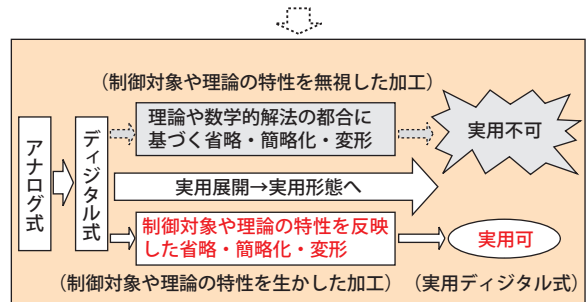 （制御対象や理論の特性を無視した加工）
アナログ式
ディジタル式
理論や数学的解法の都合に
基づく省略・簡略化・変形
実用不可
実用展開→実用形態へ
制御対象や理論の特性を反映
した省略・簡略化・変形
実用可
（制御対象や理論の特性を生かした加工）
（実用ディジタル式）